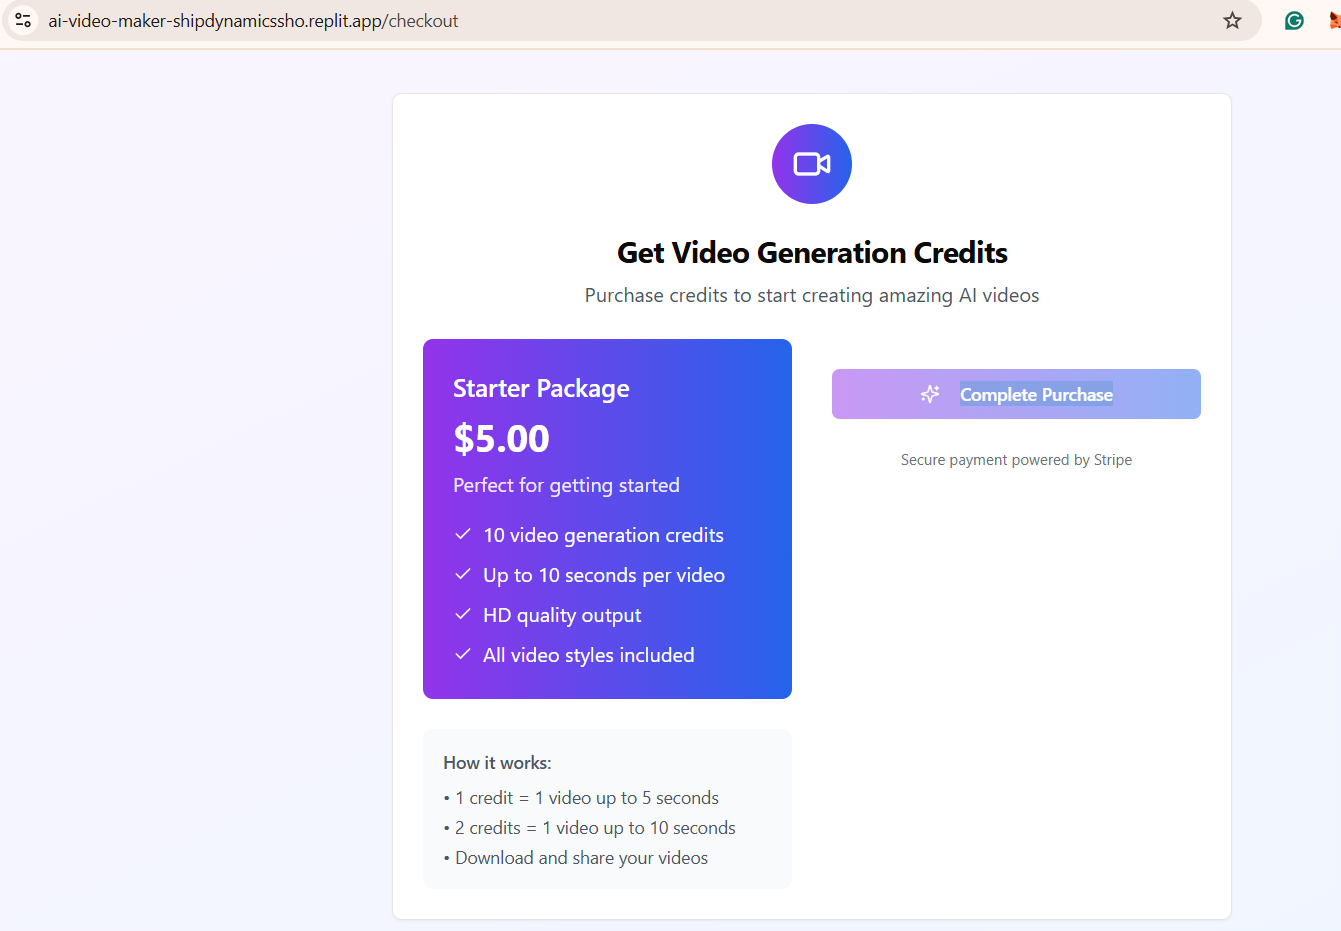 ai-video-maker-shipdynamicssho.replit.app/checkout
Get Video Generation Credits
Purchase credits to start creating amazing AI videos
Starter Package
$5.00
Perfect for getting started
✓ 10 video generation credits
✓ Up to 10 seconds per video
✓ HD quality output
✓ All video styles included
Complete Purchase
Secure payment powered by Stripe
How it works:
• 1 credit = 1 video up to 5 seconds
• 2 credits = 1 video up to 10 seconds
• Download and share your videos